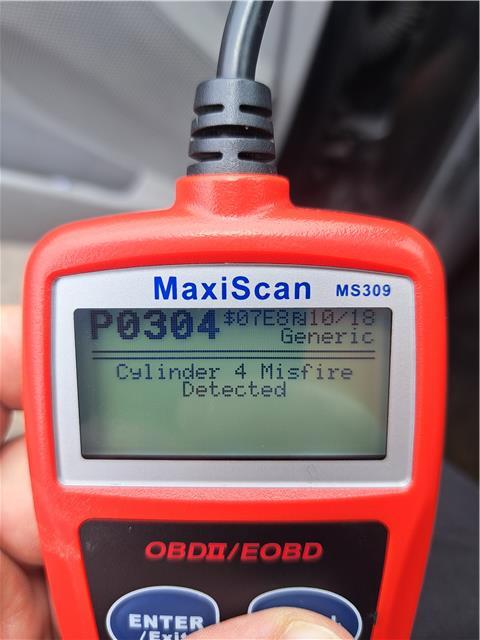 MaxiScan MS309
P0304 $07E8 10/18
Generic
Cylinder 4 Misfire
Detected
OBDII/EOBD
ENTER
/Exit